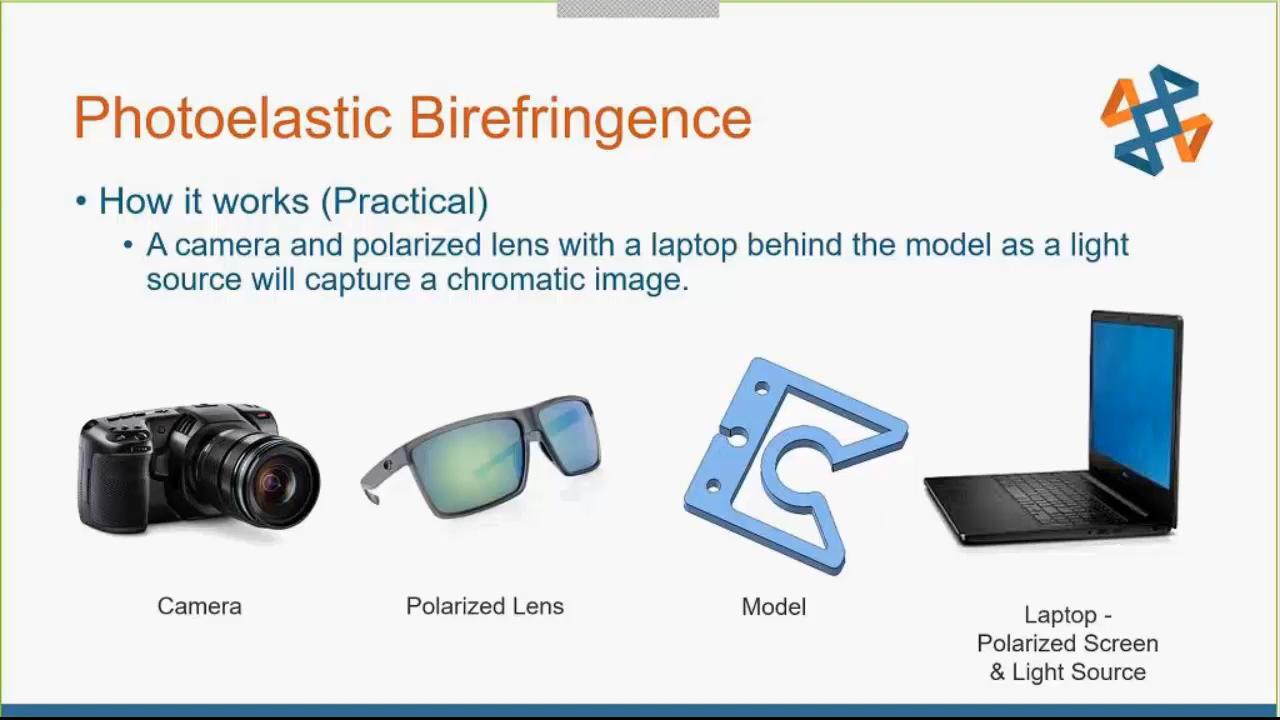 Photoelastic Birefringence
• How it works (Practical)
• A camera and polarized lens with a laptop behind the model as a light
source will capture a chromatic image.
Camera
Polarized Lens
Model
Laptop -
Polarized Screen
& Light Source